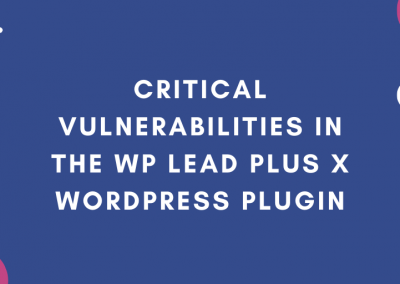 CRITICAL
VULNERABILITIES IN
THE WP LEAD PLUS X
WORDPRESS PLUGIN